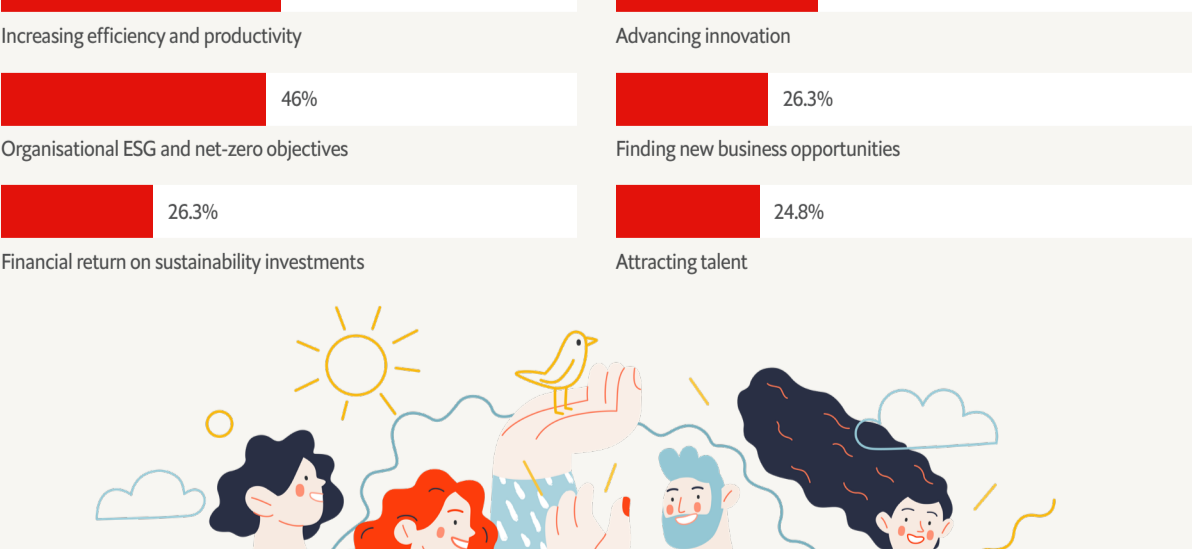 Increasing efficiency and productivity
Advancing innovation
46%
26.3%
Organisational ESG and net-zero objectives
Finding new business opportunities
26.3%
24.8%
Financial return on sustainability investments
Attracting talent